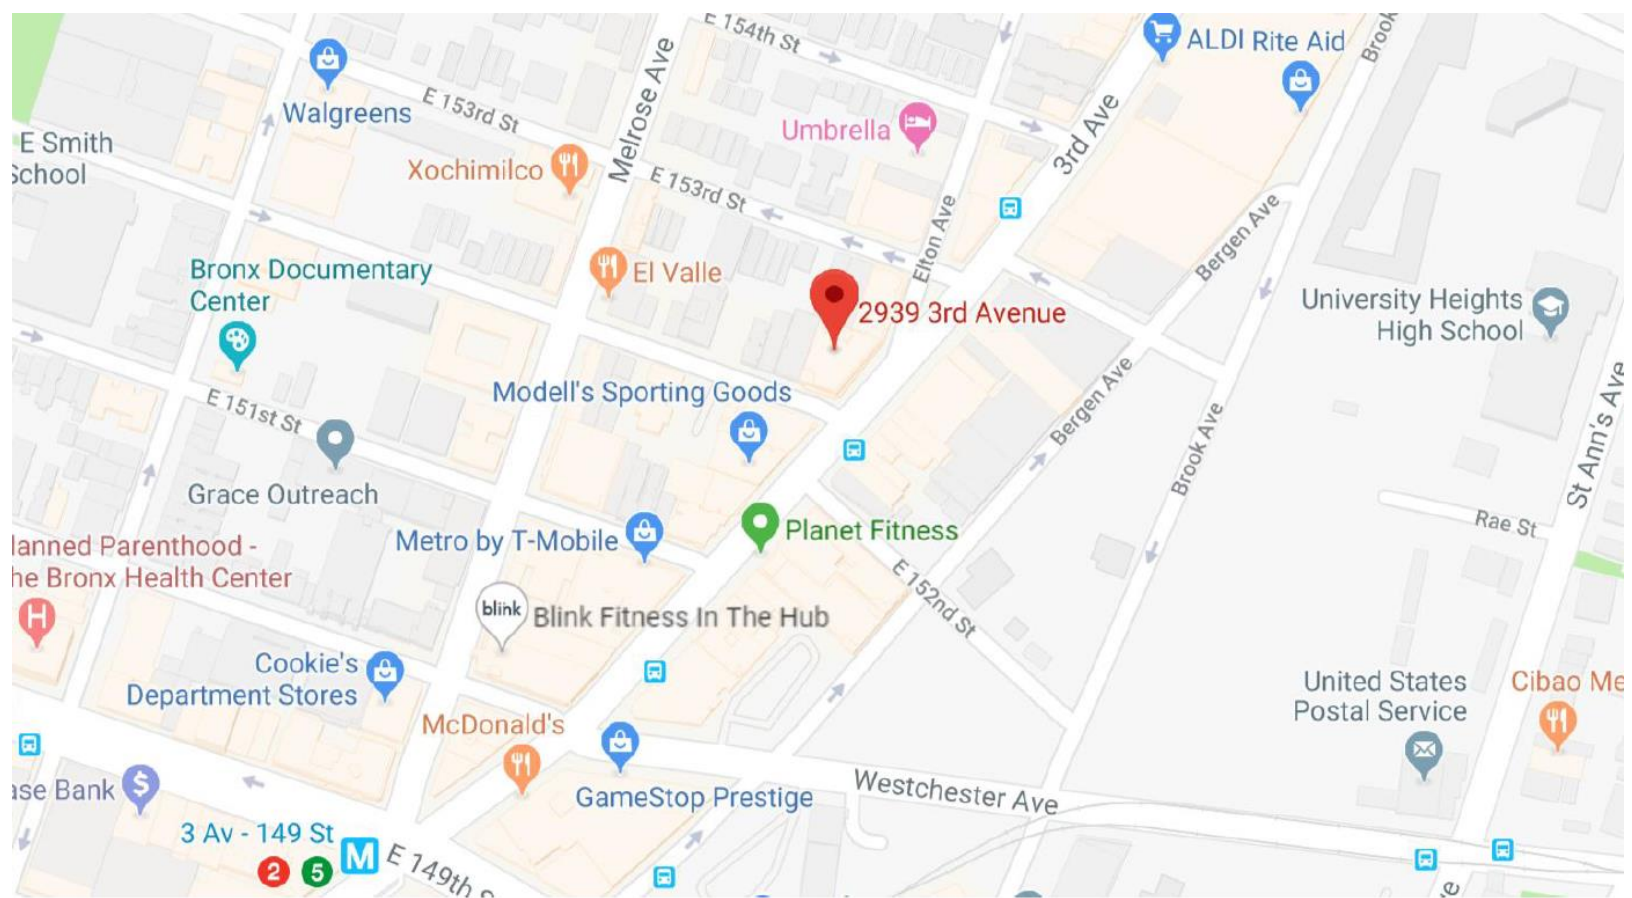 E 154th St
ALDI
Rite Aid
Brook
Walgreens
E 153rd St
Melrose Ave
3rd Ave
Umbrella
E Smith
School
Xochimilco
E 153rd St
Elton Ave
Bergen Ave
Bronx Documentary
Center
El Valle
2939 3rd Avenue
University Heights
High School
Modell's Sporting Goods
E 151st St
Bergen Ave
Brook Ave
St Ann's Ave
Grace Outreach
Metro by T-Mobile
Planet Fitness
Rae St
lanned Parenthood -
he Bronx Health Center
H
blink
Blink Fitness In The Hub
E 152nd St
Cookie's
Department Stores
United States
Postal Service
Cibao Me
McDonald's
ase Bank
$
GameStop Prestige
Westchester Ave
3 Av - 149 St
2
5
M
E 149th S
ve